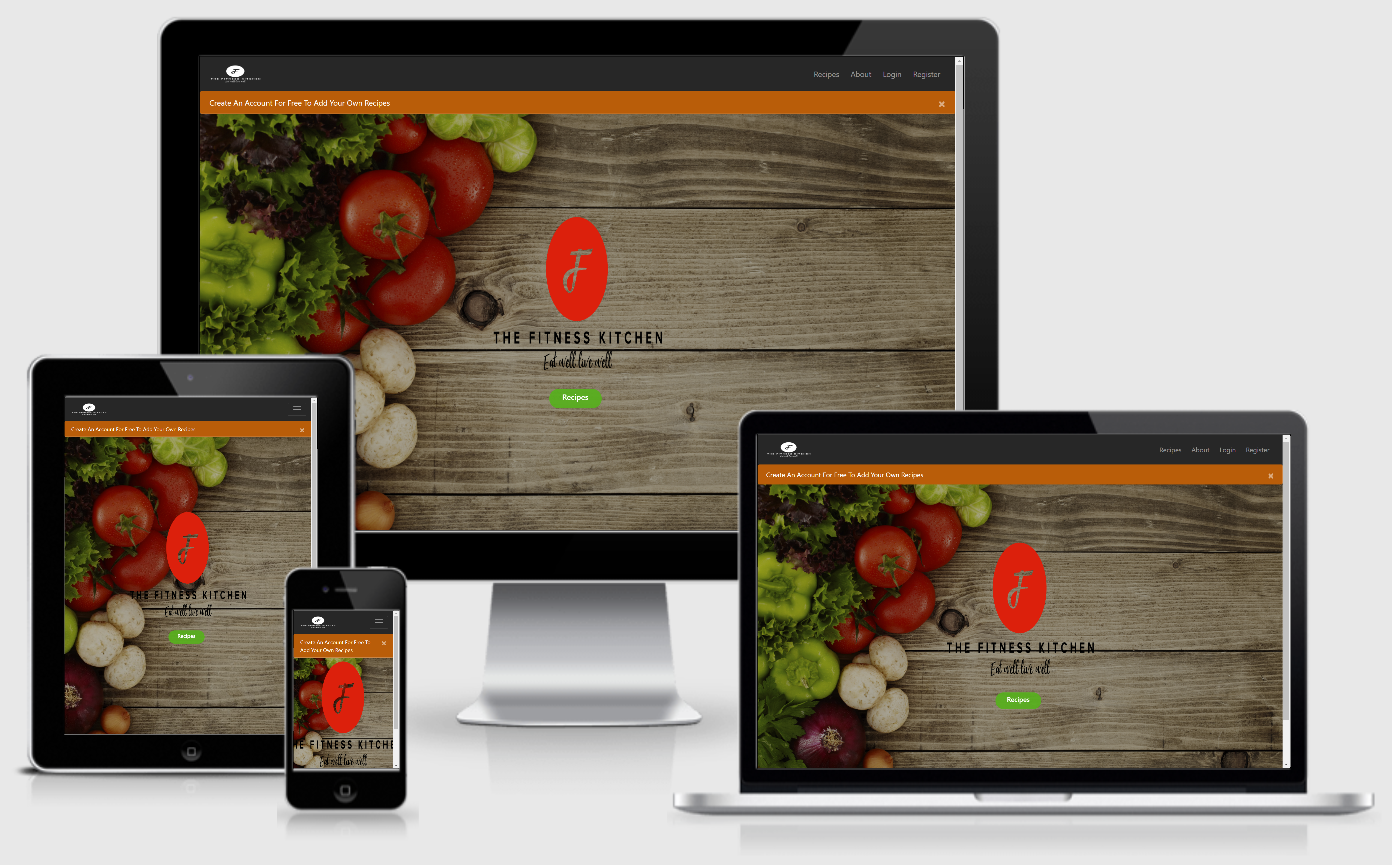 THE FITNESS KITCHEN
Recipes About Login Register
Create An Account For Free To Add Your Own Recipes ×
F
THE FITNESS KITCHEN
Eat well live well
Recipes
Create An Account For Free To Add Your Own Recipes ×
F
THE FITNESS KITCHEN
Eat well live well
Recipes
Create An Account For Free To
Add Your Own Recipes ×
F
HE FITNESS KITCHE
Eat well live well
Recipes About Login Register
Create An Account For Free To Add Your Own Recipes ×
F
THE FITNESS KITCHEN
Eat well live well
Recipes